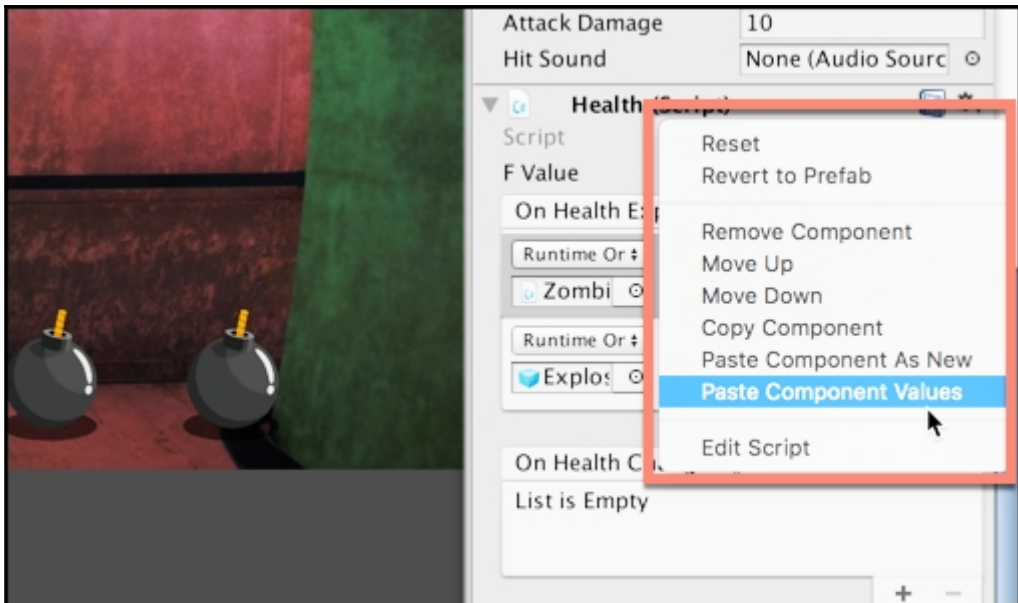 Attack Damage 10
Hit Sound None (Audio Sourc
Health (Script)
Script
F Value
On Health
Runtime Or
Zombi
Runtime Or
Explos
On Health
List is Empty
Reset
Revert to Prefab
Remove Component
Move Up
Move Down
Copy Component
Paste Component As New
Paste Component Values
Edit Script